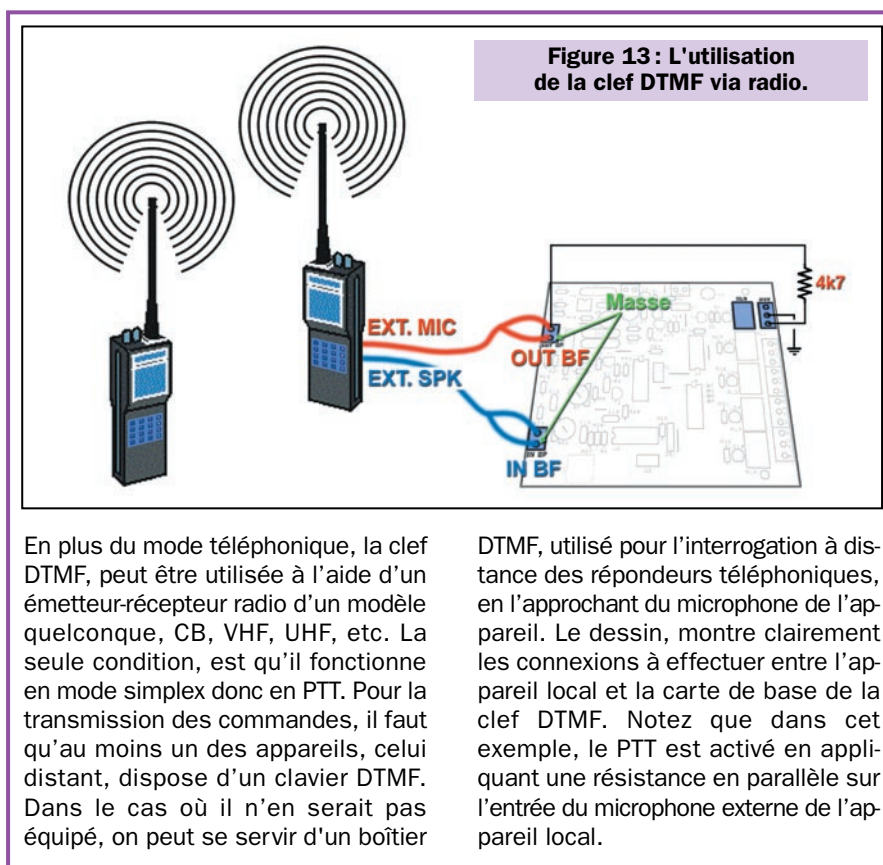 Figure 13 : L'utilisation
de la clef DTMF via radio.
4k7
Masse
EXT. MIC
OUT BF
EXT. SPK
IN BF
En plus du mode téléphonique, la clef
DTMF, peut être utilisée à l'aide d'un
émetteur-récepteur radio d'un modèle
quelconque, CB, VHF, UHF, etc. La
seule condition, est qu'il fonctionne
en mode simplex donc en PTT. Pour la
transmission des commandes, il faut
qu'au moins un des appareils, celui
distant, dispose d'un clavier DTMF.
Dans le cas où il n'en serait pas
équipé, on peut se servir d'un boîtier
DTMF, utilisé pour l'interrogation à dis-
tance des répondeurs téléphoniques,
en l'approchant du microphone de l'ap-
pareil. Le dessin, montre clairement
les connexions à effectuer entre l'ap-
pareil local et la carte de base de la
clef DTMF. Notez que dans cet
exemple, le PTT est activé en appli-
quant une résistance en parallèle sur
l'entrée du microphone externe de l'ap-
pareil local.